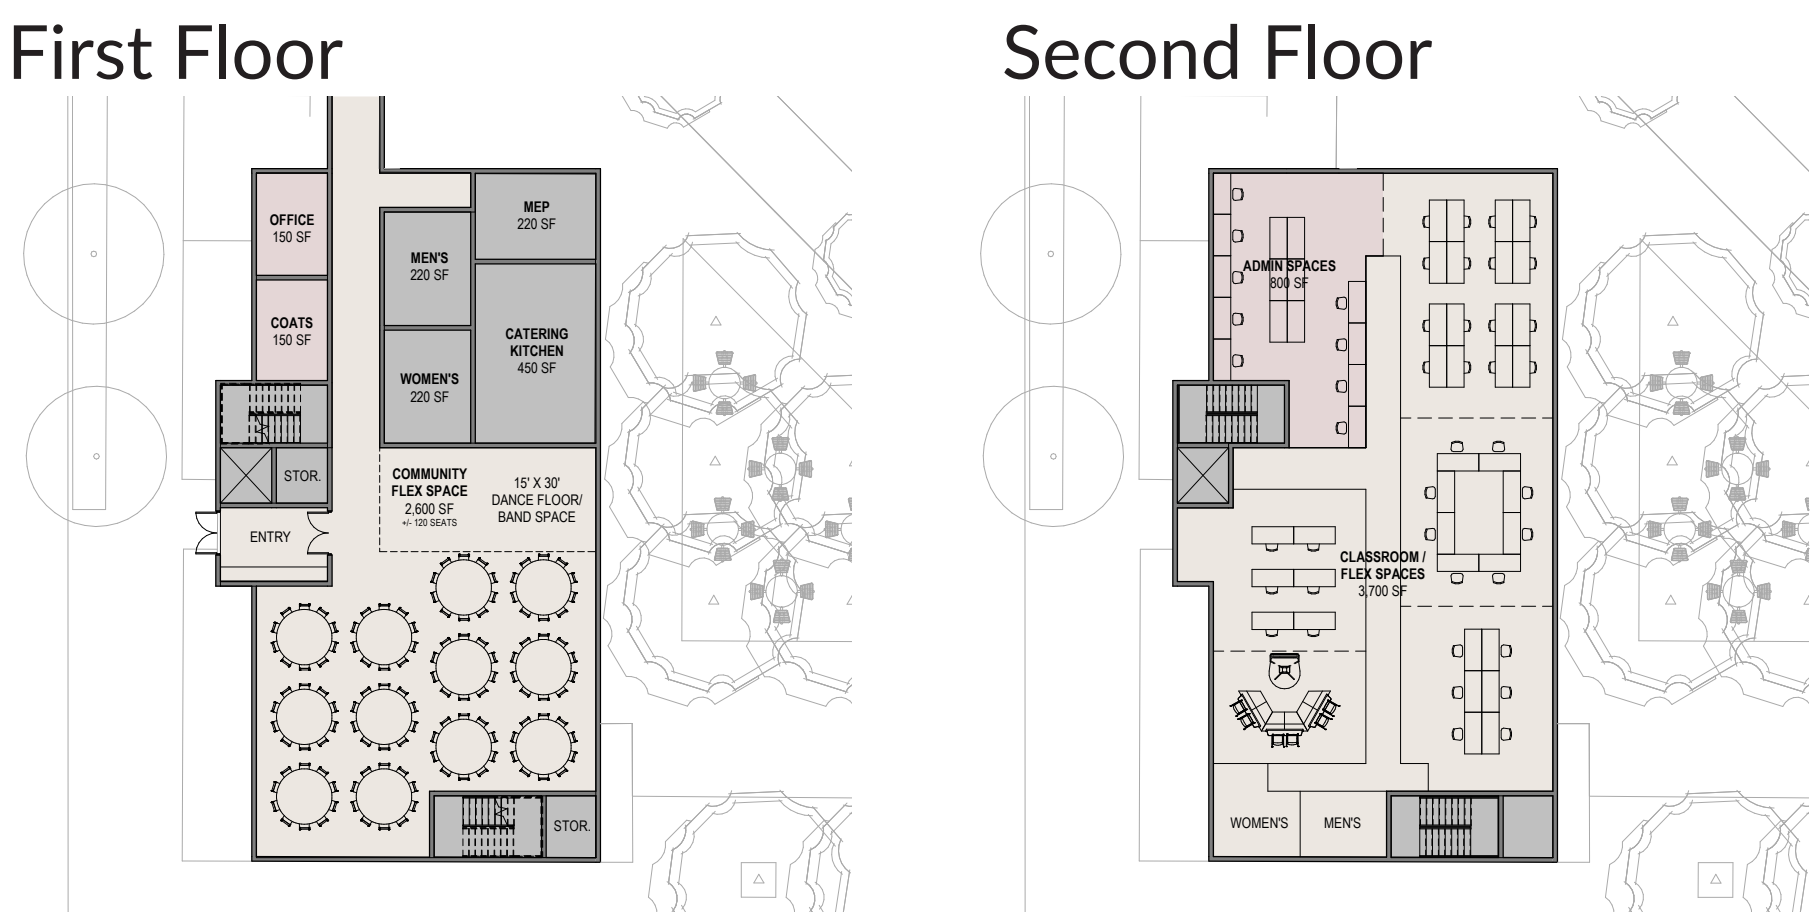 First Floor
Second Floor
OFFICE
150 SF
COATS
150 SF
MEN'S
220 SF
WOMEN'S
220 SF
MEP
220 SF
CATERING
KITCHEN
450 SF
STOR.
ENTRY
COMMUNITY
FLEX SPACE
2,600 SF
+/- 120 SEATS
15' X 30'
DANCE FLOOR/
BAND SPACE
STOR.
ADMIN SPACES
800 SF
CLASSROOM /
FLEX SPACES
3,700 SF
WOMEN'S
MEN'S